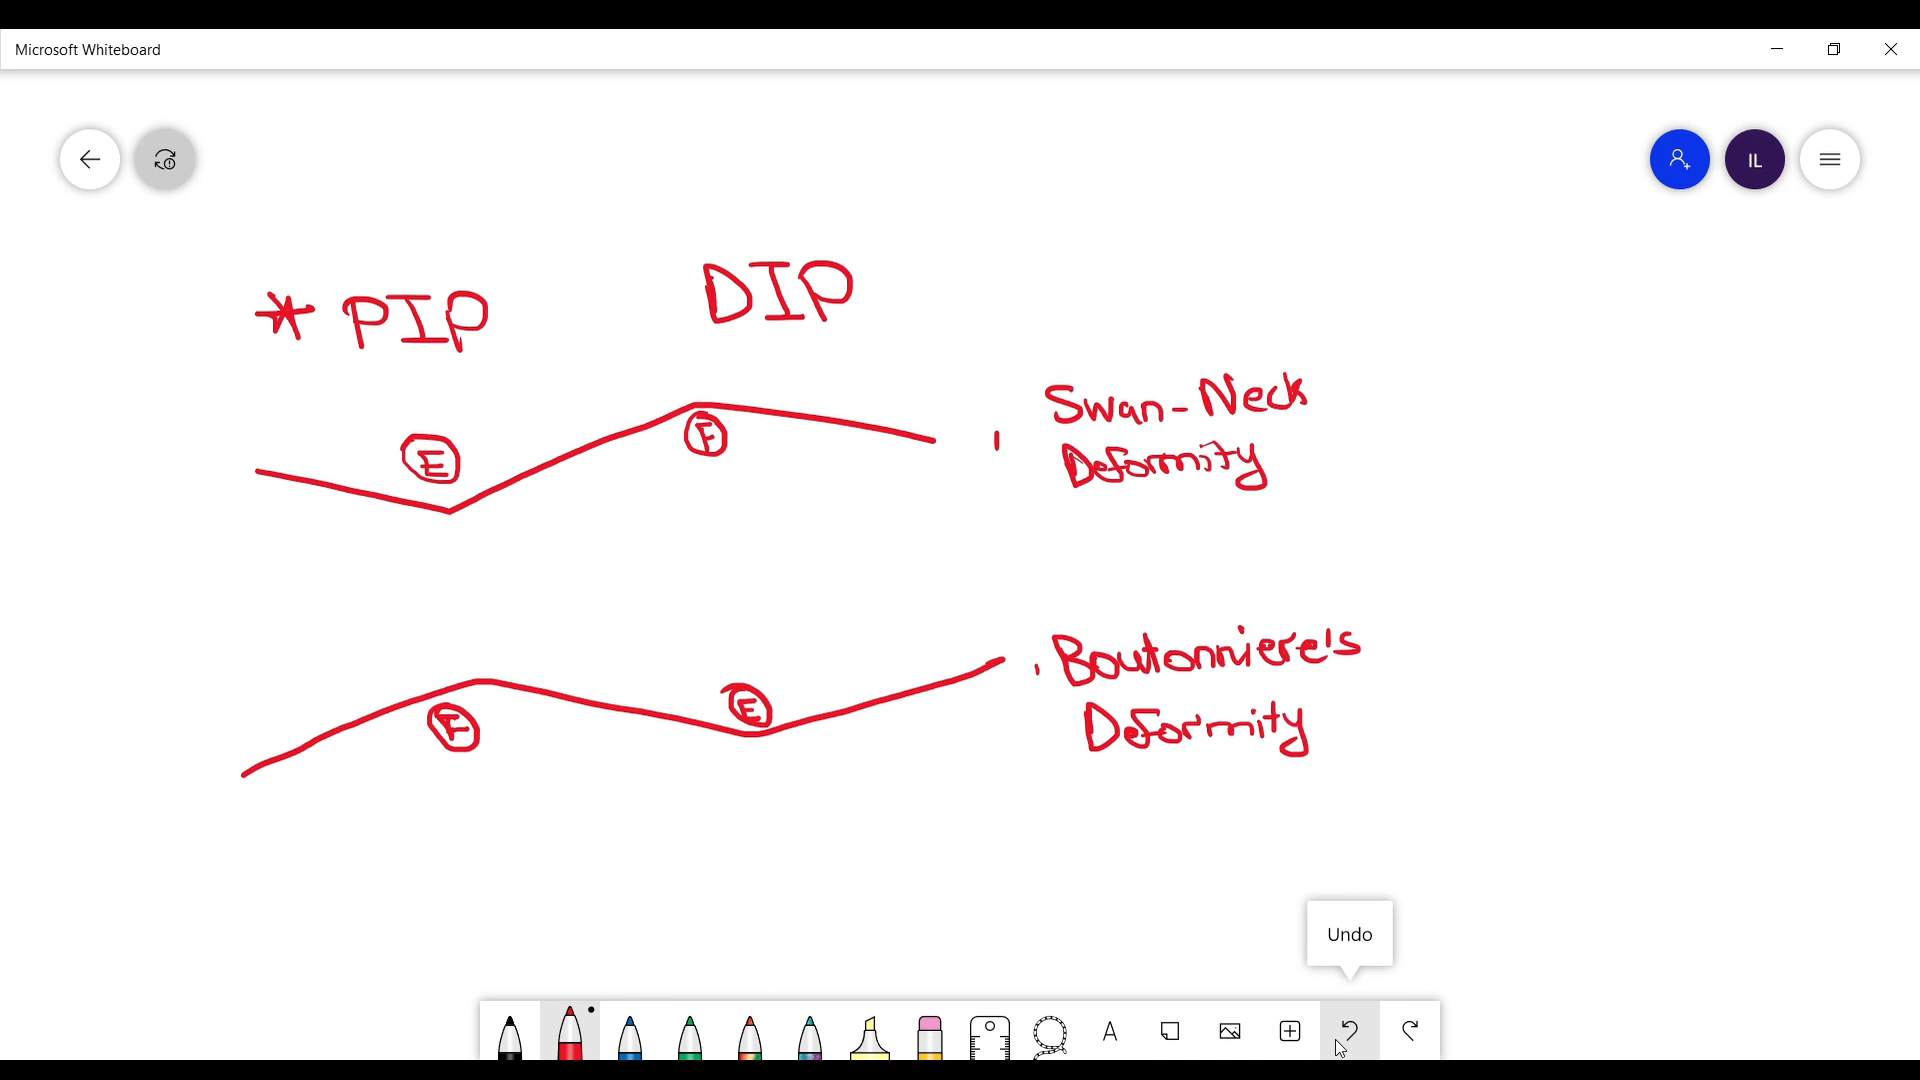 Microsoft Whiteboard
IL
* PIP DIP
E F
Swan-Neck
Deformity
F E
Boutonniere's
Deformity
Undo
A